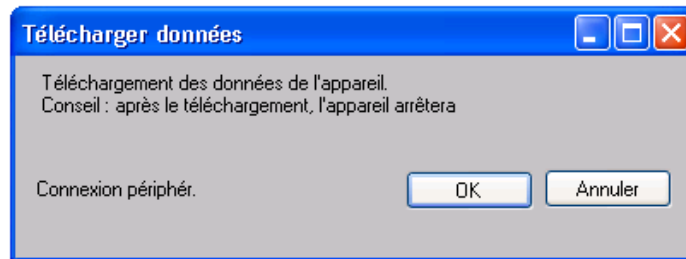 Télécharger données
Téléchargement des données de l'appareil.
Conseil : après le téléchargement, l'appareil arrêtera
Connexion périphér.
OK
Annuler